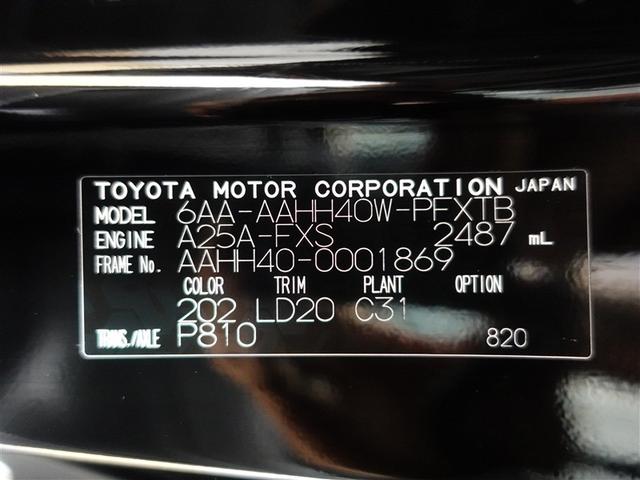 TOYOTA MOTOR CORPORATION JAPAN
MODEL 6AA-AAHH40W-PFXTB
ENGINE A25A-FXS 2487 mL
FRAME No. AAHH40-0001869
COLOR TRIM PLANT OPTION
202 LD20 C31
TRANS./AXLE P810 820